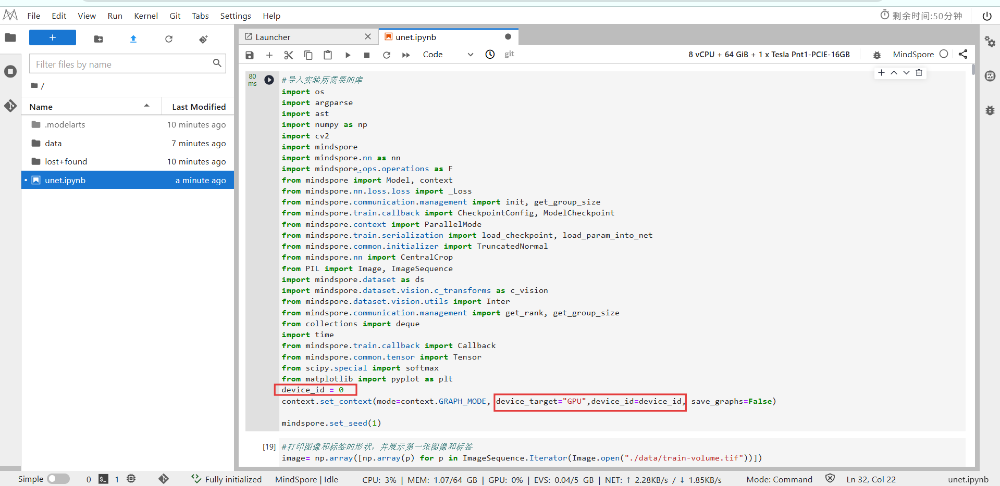 File Edit View Run Kernel Git Tabs Settings Help
剩余时间:50分钟
+
Filter files by name
/
Name Last Modified
.modelarts 10 minutes ago
data 7 minutes ago
lost+found 10 minutes ago
unet.ipynb a minute ago
Launcher
unet.ipynb
Code
git
8 vCPU + 64 GiB + 1 x Tesla Pnt1-PCIE-16GB
MindSpore
80
ms
#导入实验所需要的库
import os
import argparse
import ast
import numpy as np
import cv2
import mindspore
import mindspore.nn as nn
import mindspore.ops.operations as F
from mindspore import Model, context
from mindspore.nn.loss.loss import _Loss
from mindspore.communication.management import init, get_group_size
from mindspore.train.callback import CheckpointConfig, ModelCheckpoint
from mindspore.context import ParallelMode
from mindspore.train.serialization import load_checkpoint, load_param_into_net
from mindspore.common.initializer import TruncatedNormal
from mindspore.nn import CentralCrop
from PIL import Image, ImageSequence
import mindspore.dataset as ds
import mindspore.dataset.vision.c_transforms as c_vision
from mindspore.dataset.vision.utils import Inter
from mindspore.communication.management import get_rank, get_group_size
from collections import deque
import time
from mindspore.train.callback import Callback
from mindspore.common.tensor import Tensor
from scipy.special import softmax
from matplotlib import pyplot as plt
device_id = 0
context.set_context(mode=context.GRAPH_MODE, device_target="GPU",device_id=device_id, save_graphs=False)
mindspore.set_seed(1)
[19] #打印图像和标签的形状，并展示第一张图像和标签
image= np.array([np.array(p) for p in ImageSequence.Iterator(Image.open("./data/train-volume.tif"))])
Simple 0 1 Fully initialized MindSpore | Idle CPU: 3% | MEM: 1.07/64 GB | GPU: 0% | EVS: 0.04/5 GB | NET: ↑ 2.28KB/s / ↓ 1.85KB/s Mode: Command Ln 32, Col 22 unet.ipynb